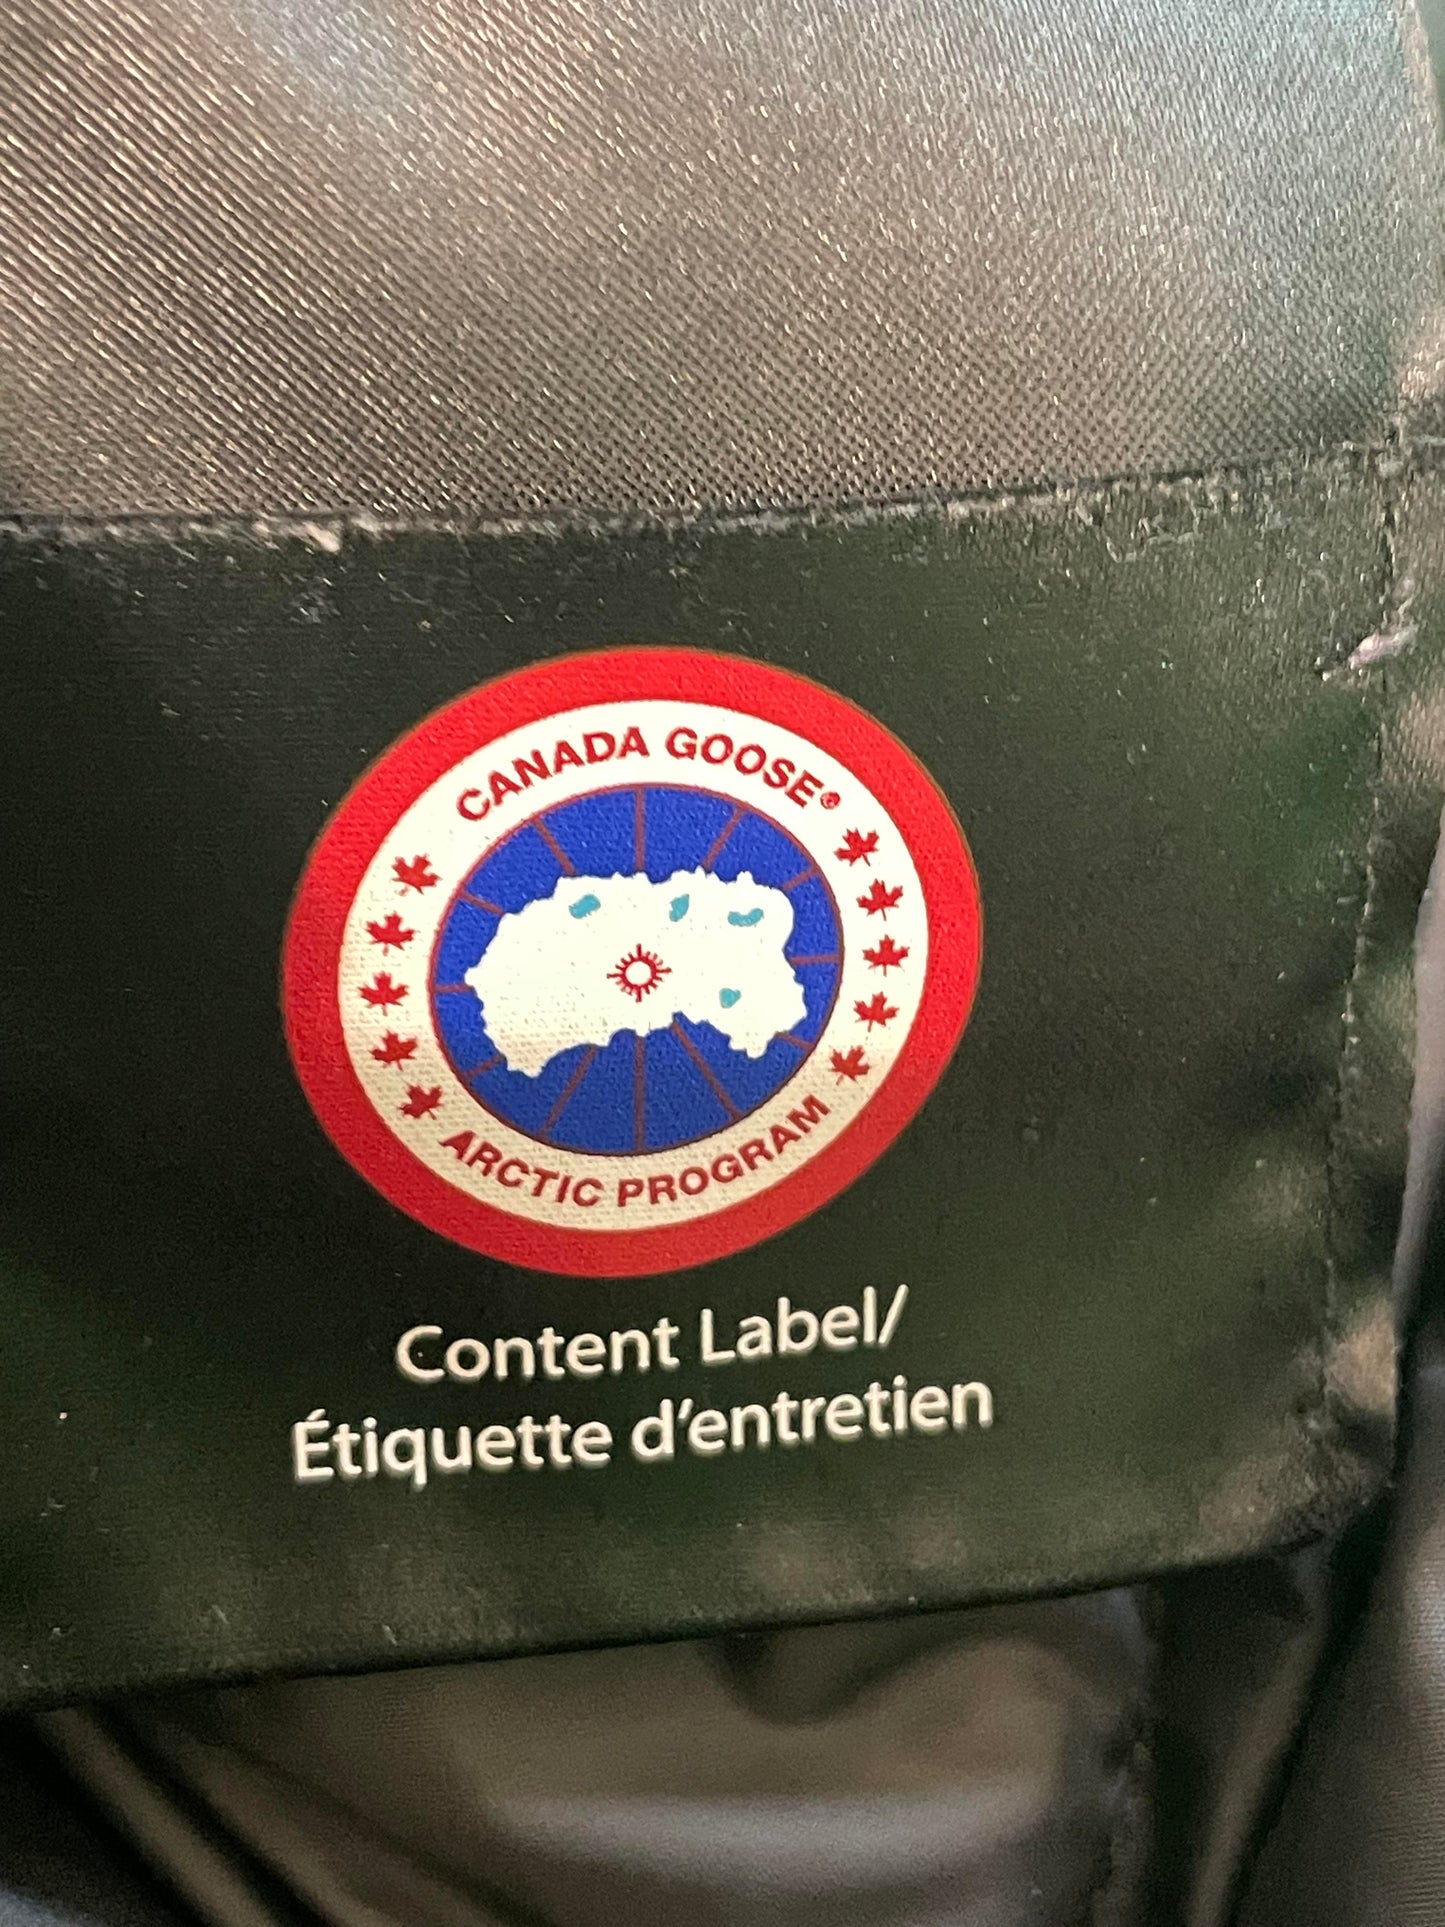 CANADA GOOSE®
ARCTIC PROGRAM
Content Label/
Étiquette d'entretien